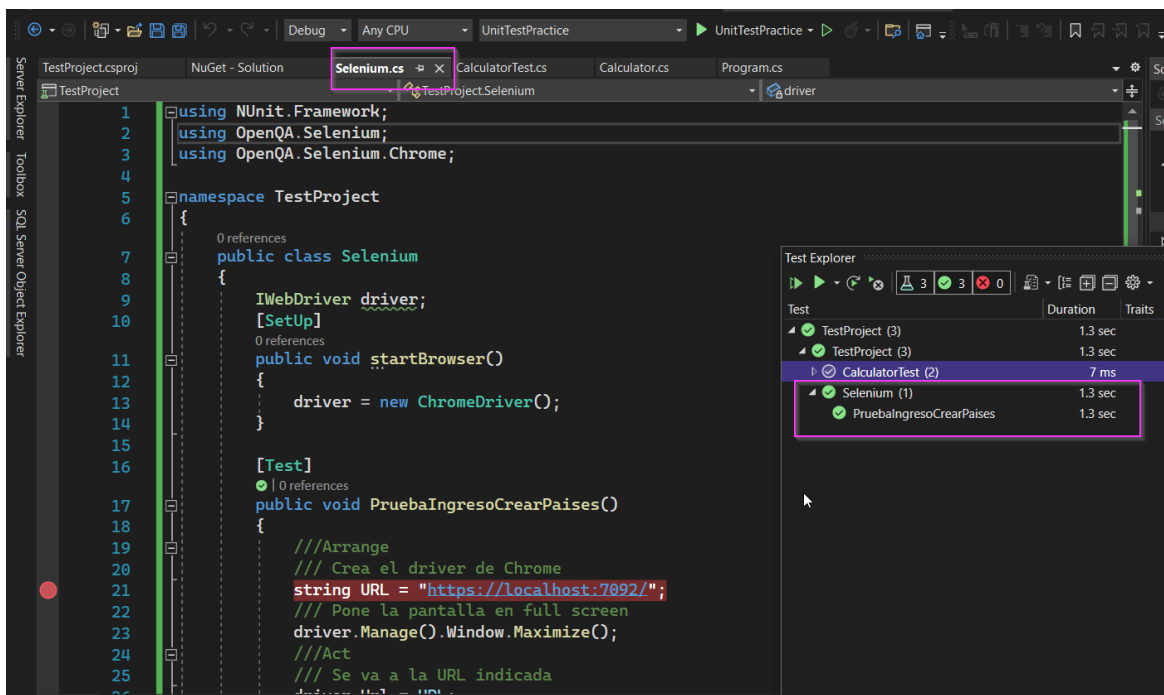 Debug Any CPU UnitTestPractice UnitTestPractice
Server Explorer
Toolbox
SQL Server Object Explorer
TestProject.csproj NuGet - Solution Selenium.cs CalculatorTest.cs Calculator.cs Program.cs
TestProject TestProject.Selenium driver
1 using NUnit.Framework;
2 using OpenQA.Selenium;
3 using OpenQA.Selenium.Chrome;
4
5 namespace TestProject
6 {
0 references
7 public class Selenium
8 {
9 IWebDriver driver;
10 [SetUp]
0 references
11 public void startBrowser()
12 {
13 driver = new ChromeDriver();
14 }
15
16 [Test]
| 0 references
17 public void PruebaIngresoCrearPaises()
18 {
19 ///Arrange
20 /// Crea el driver de Chrome
21 string URL = "https://localhost:7092/";
22 /// Pone la pantalla en full screen
23 driver.Manage().Window.Maximize();
24 ///Act
25 /// Se va a la URL indicada
26 driver.Url = URL;
Test Explorer
3 3 0
Test Duration Traits
TestProject (3) 1.3 sec
TestProject (3) 1.3 sec
CalculatorTest (2) 7 ms
Selenium (1) 1.3 sec
PruebaIngresoCrearPaises 1.3 sec